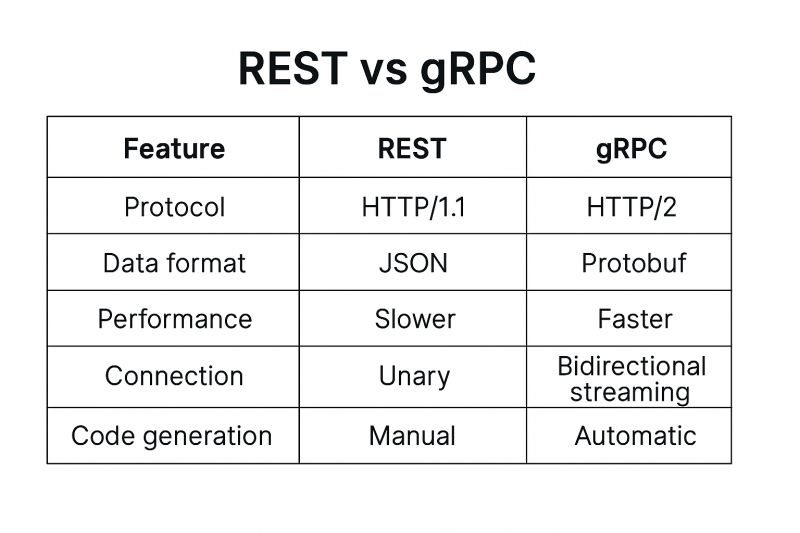 REST vs gRPC
Feature REST gRPC
Protocol HTTP/1.1 HTTP/2
Data format JSON Protobuf
Performance Slower Faster
Connection Unary Bidirectional
streaming
Code generation Manual Automatic